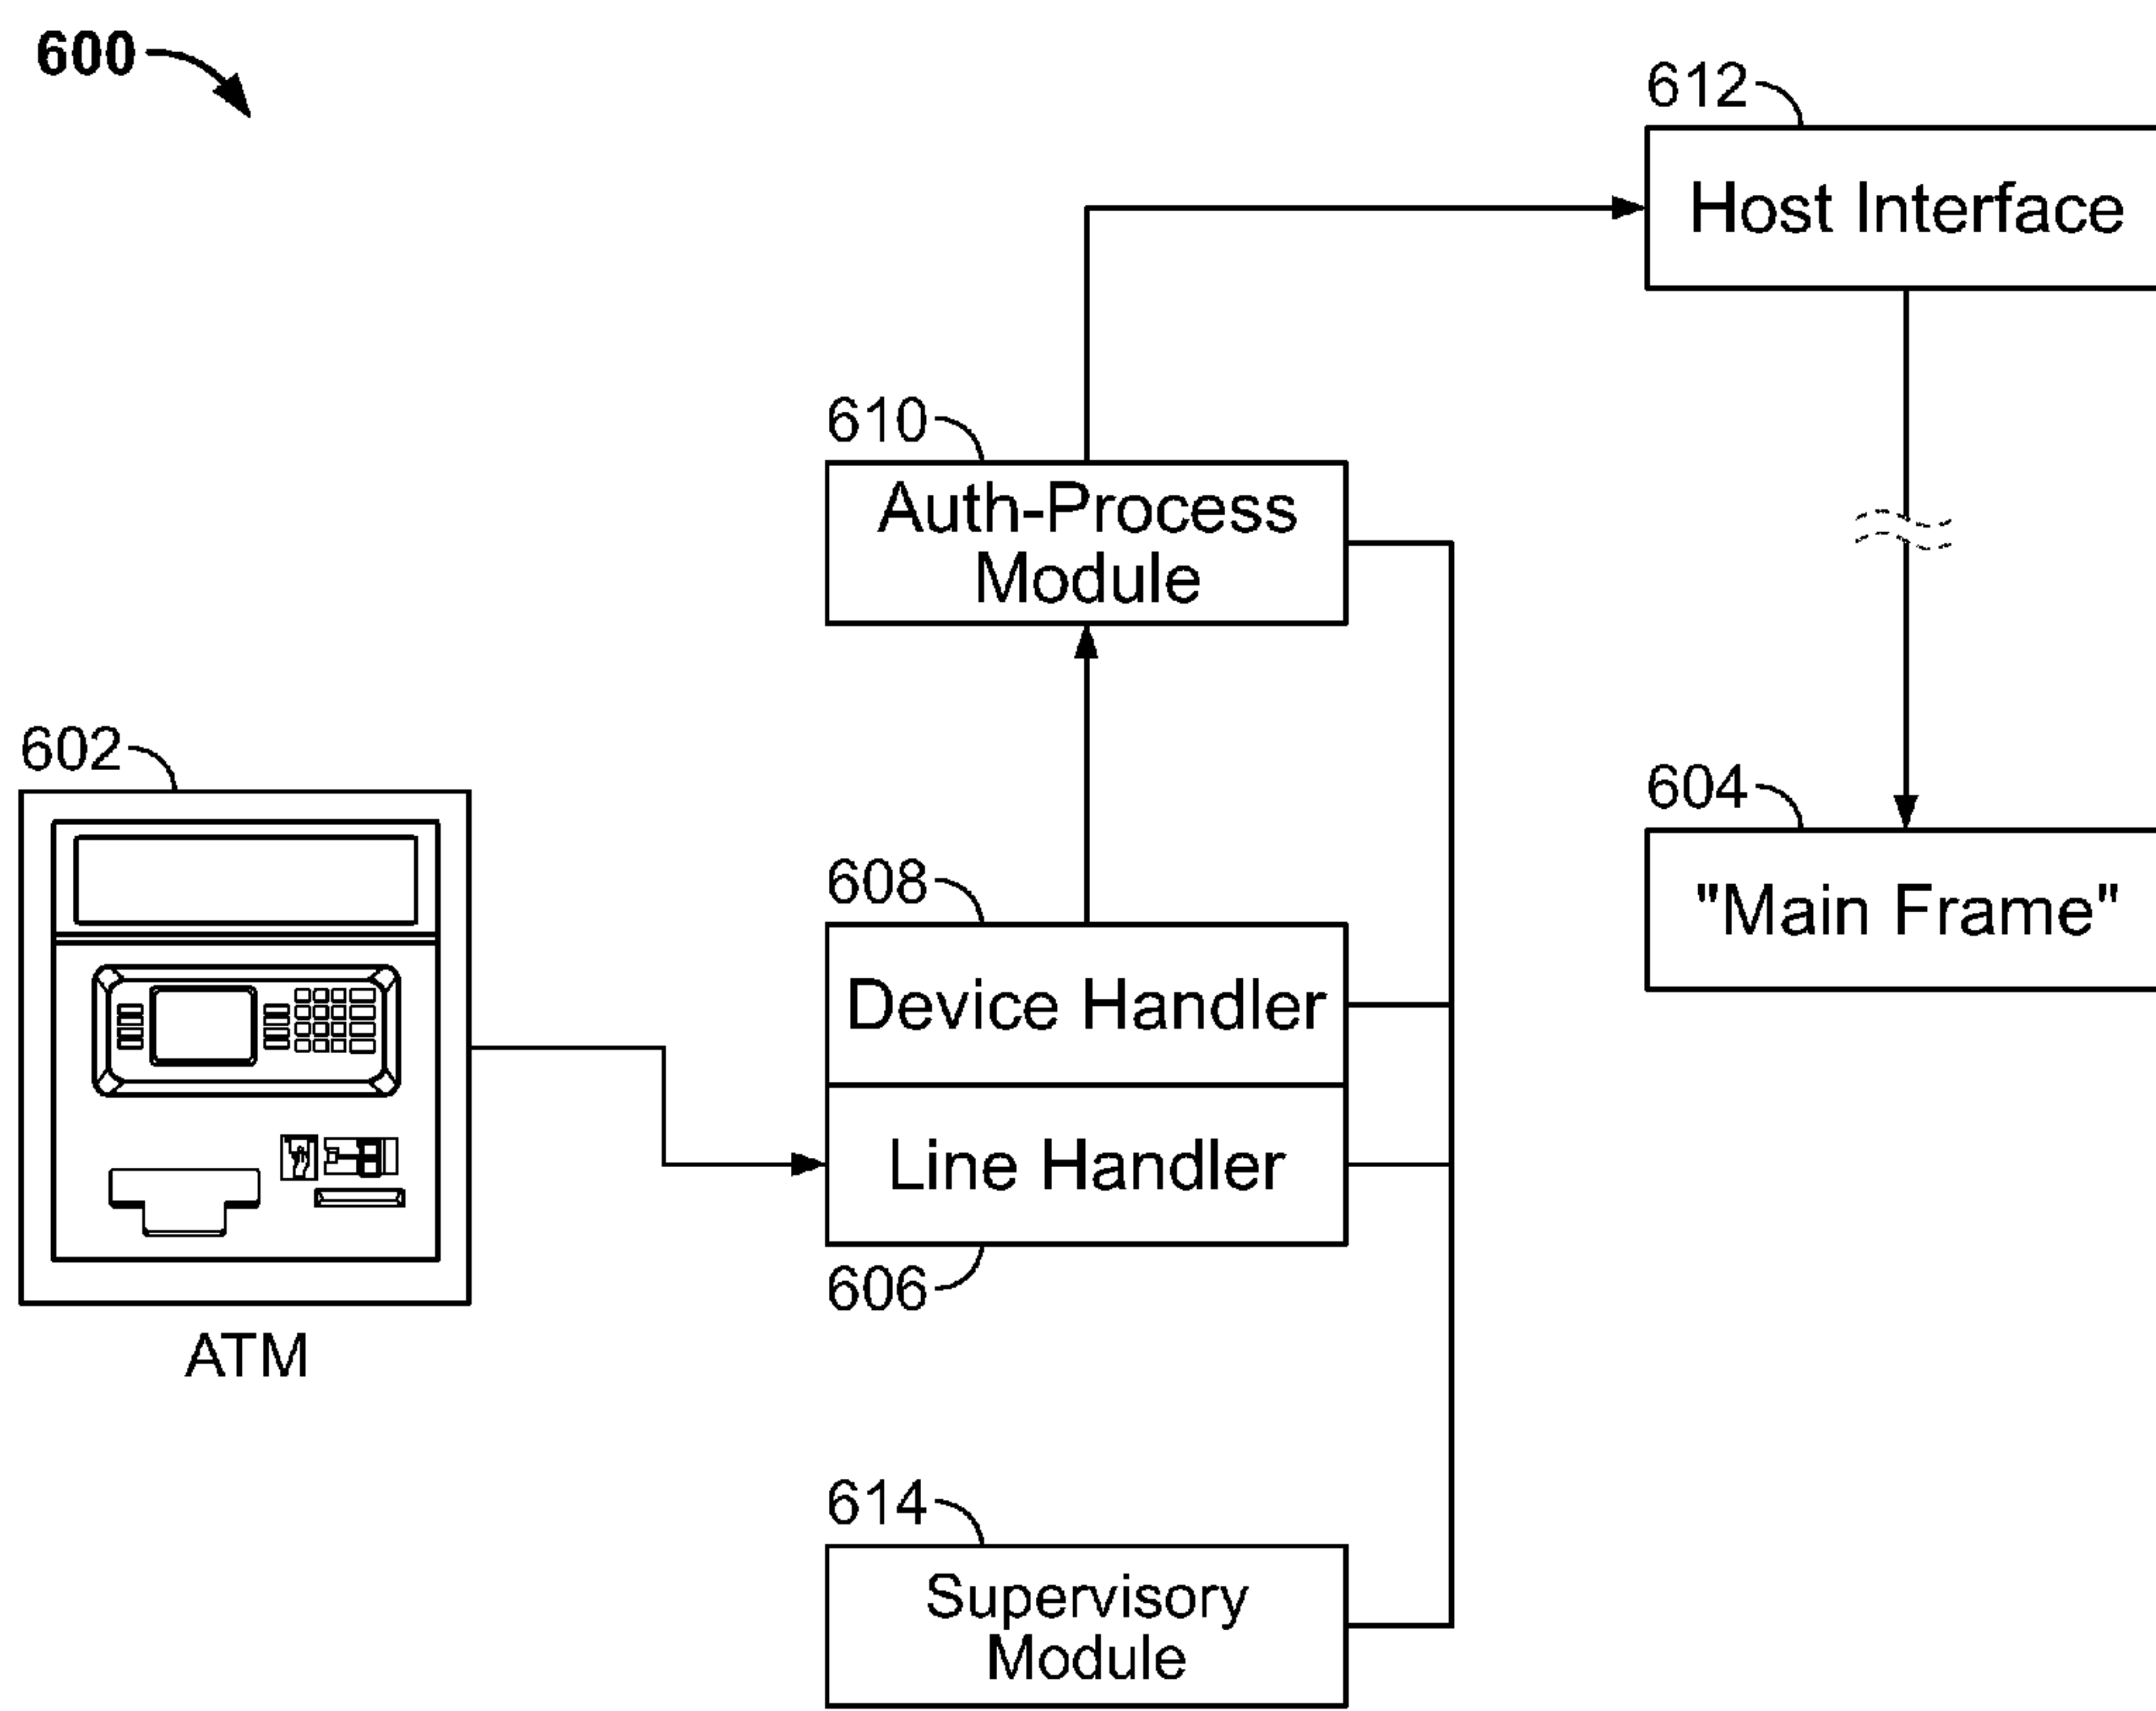 600
612
Host Interface
610
Auth-Process
Module
602
604
"Main Frame"
608
Device Handler
Line Handler
606
ATM
614
Supervisory
Module